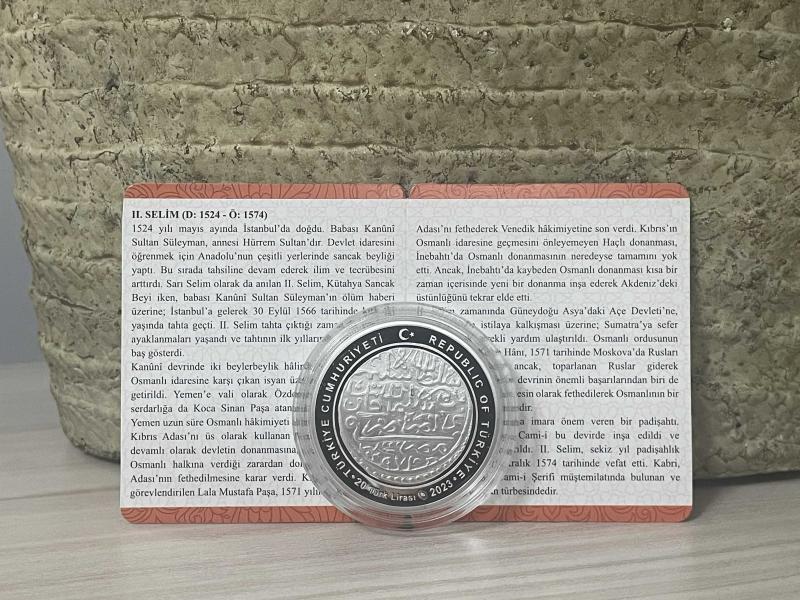 II. SELİM (D: 1524 - Ö: 1574)
1524 yılı mayıs ayında İstanbul'da doğdu. Babası Kanûnî
Sultan Süleyman, annesi Hürrem Sultan'dır. Devlet idaresini
öğrenmek için Anadolu'nun çeşitli yerlerinde sancak beyliği
yaptı. Bu sırada tahsiline devam ederek ilim ve tecrübesini
arttırdı. Sarı Selim olarak da anılan II. Selim, Kütahya Sancak
Beyi iken, babası Kanûnî Sultan Süleyman'ın ölüm haberi
üzerine; İstanbul'a gelerek 30 Eylül 1566 tarihinde
yaşında tahta geçti. II. Selim tahta çıktığı
ayaklanmaları yaşandı ve tahtının ilk
baş gösterdi.
Kanûnî devrinde iki beylerbeylik
Osmanlı idaresine karşı çıkan isyan
getirildi. Yemen'e vali olarak
serdarlığa da Koca Sinan Paşa
Yemen uzun süre Osmanlı hâkimiyeti
Kıbrıs Adası'nı üs olarak kullanan
devamlı olarak devletin donanmasına
Osmanlı halkına verdiği zarardan
Adası'nın fethedilmesine karar verdi.
görevlendirilen Lala Mustafa Paşa, 1571
Adası'nı fethederek Venedik hâkimiyetine son verdi. Kıbrıs'ın
Osmanlı idaresine geçmesini önleyemeyen Haçlı donanması,
İnebahtı'da Osmanlı donanmasının neredeyse tamamını yok
etti. Ancak, İnebahtı'da kaybeden Osmanlı donanması kısa bir
zaman içerisinde yeni bir donanma inşa ederek Akdeniz'deki
üstünlüğünü tekrar elde etti.
zamanında Güneydoğu Asya'daki Açe Devleti'ne,
istilaya kalkışması üzerine; Sumatra'ya sefer
yardım ulaştırıldı. Osmanlı ordusunun
Hânı, 1571 tarihinde Moskova'da Rusları
ancak, toparlanan Ruslar giderek
devrinin önemli başarılarından biri de
olarak fethedilerek Osmanlının bir
imara önem veren bir padişahtı.
Cami-i bu devirde inşa edildi ve
II. Selim, sekiz yıl padişahlık
1574 tarihinde vefat etti. Kabri,
Şerifi müştemilatında bulunan ve
türbesindedir.
TÜRKİYE CUMHURİYETİ
REPUBLIC OF TÜRKİYE
20 Türk Lirası
2023